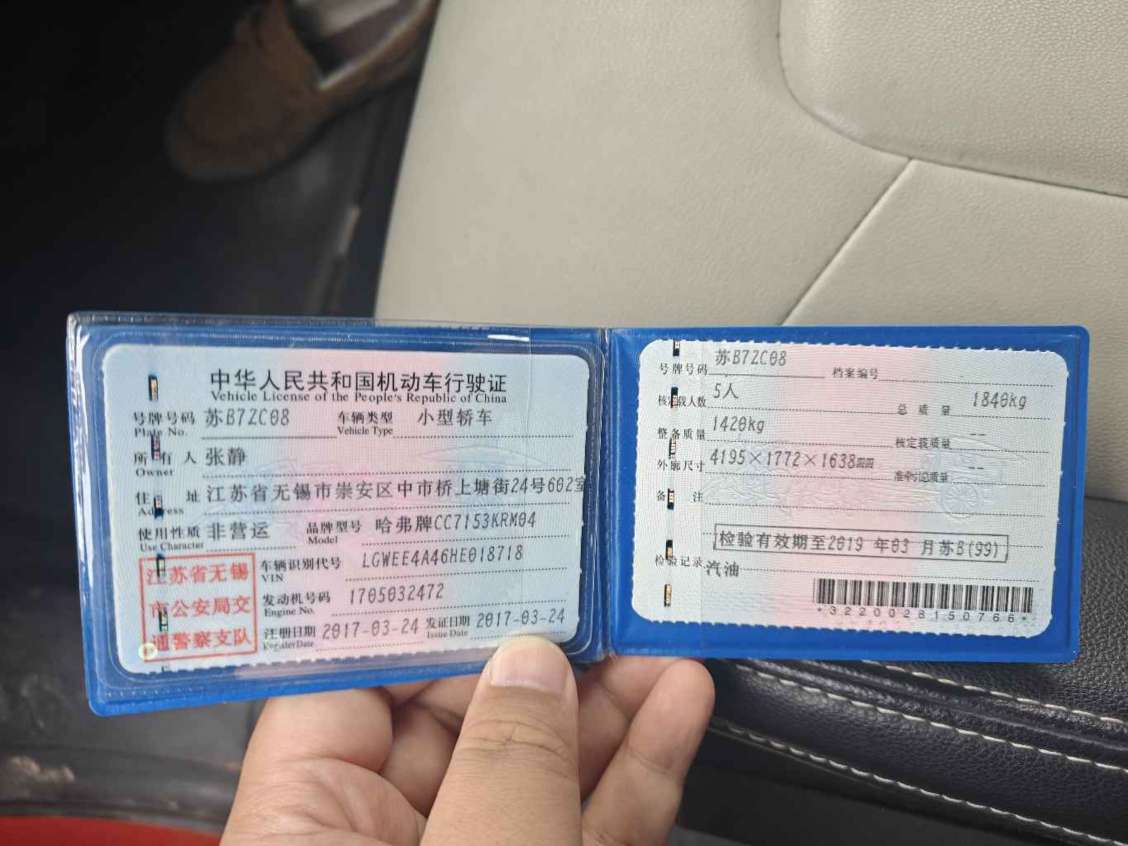 中华人民共和国机动车行驶证
Vehicle License of the People's Republic of China
号牌号码 苏B7ZC08 车辆类型 小型轿车
Plate No. Vehicle Type
所有人 张静
Owner
住址 江苏省无锡市崇安区中市桥上塘街24号602室
Address
使用性质 非营运 品牌型号 哈弗牌CC7153KRM04
Use Character Model
江苏省无锡
市公安局交
通警察支队
车辆识别代号 LGWEE4A46HE018718
VIN
发动机号码 1705032472
Engine No.
注册日期 2017-03-24 发证日期 2017-03-24
Register Date Issue Date
号牌号码 苏B7ZC08 档案编号
核定载人数 5人 总质量 1840kg
整备质量 1420kg 核定载质量 --
外廓尺寸 4195×1772×1638 准牵引总质量 --
备注
检验有效期至2019 年03 月苏B(99)
检验记录 汽油
*3220028150766*